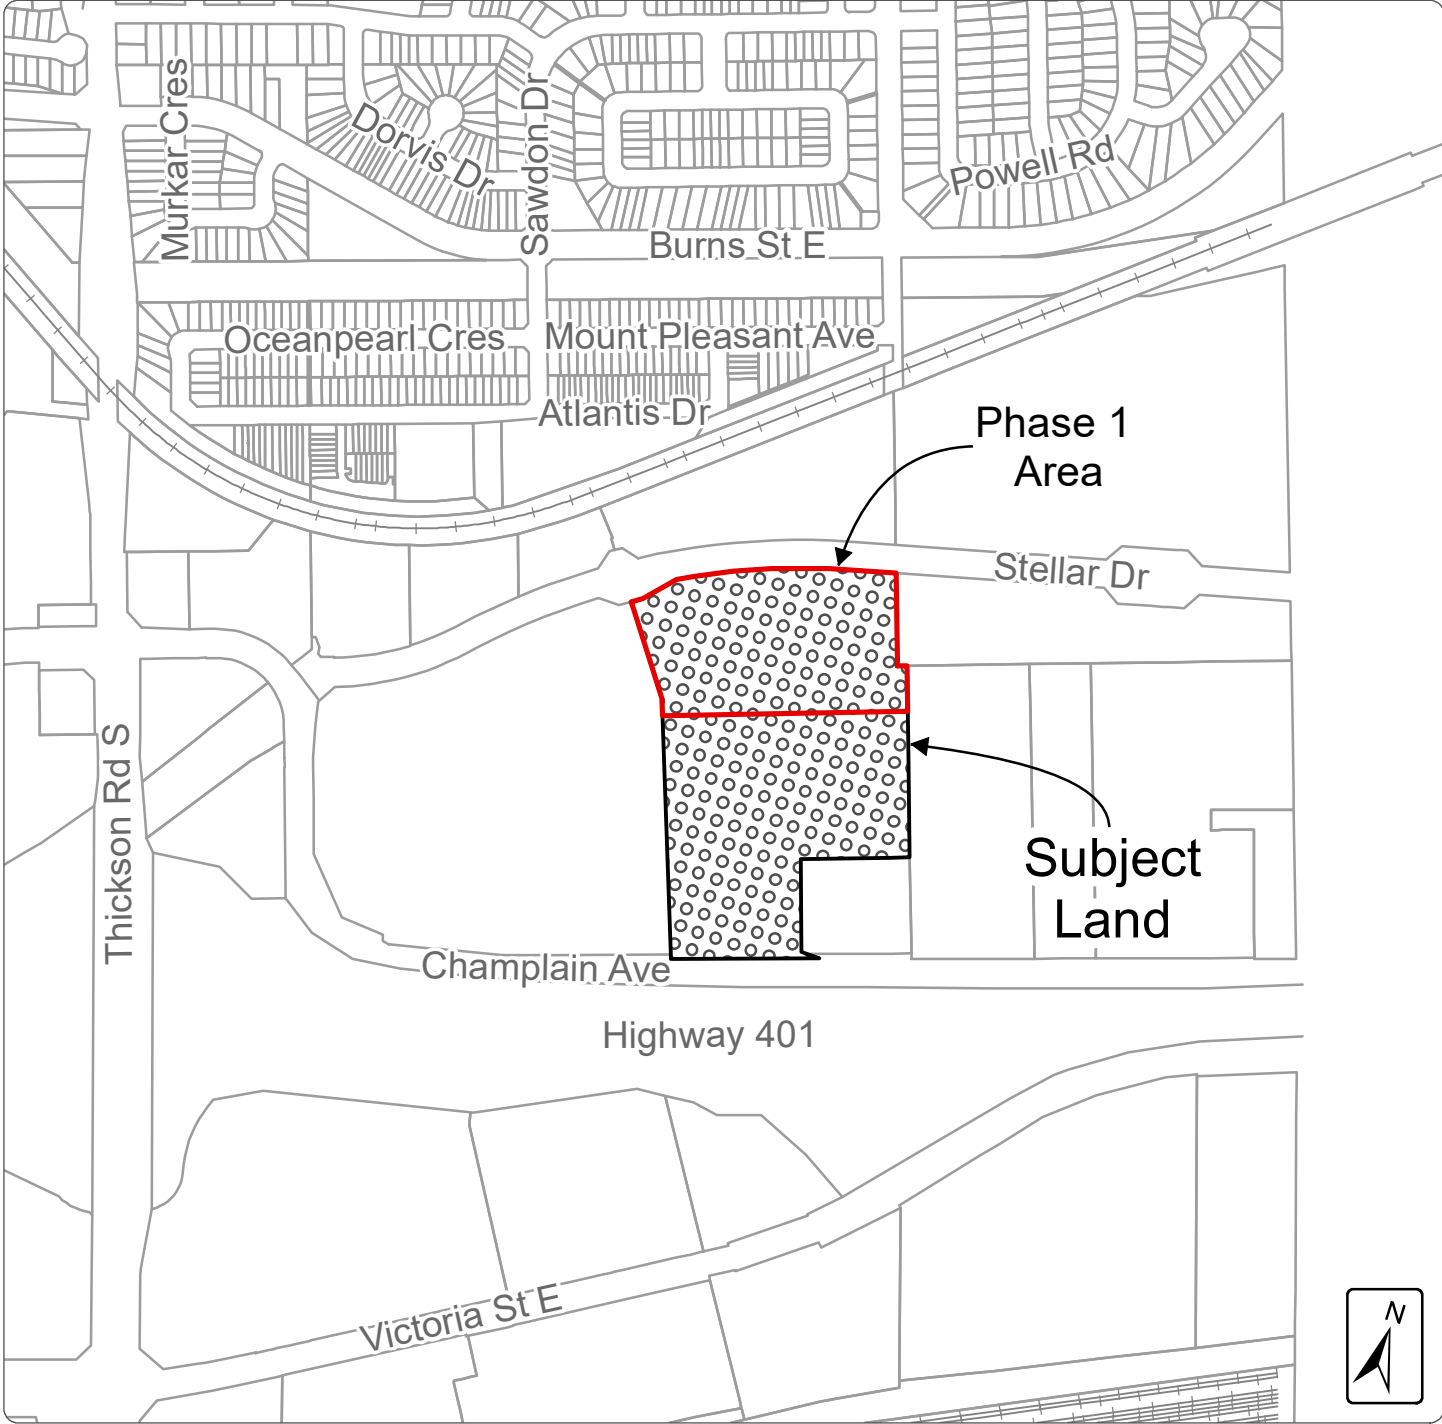 Murkar Cres
Dorvis Dr
Sawdon Dr
Powell Rd
Burns St E
Oceanpearl Cres
Mount Pleasant Ave
Atlantis Dr
Phase 1
Area
Stellar Dr
Thickson Rd S
Subject
Land
Champlain Ave
Highway 401
Victoria St E
N